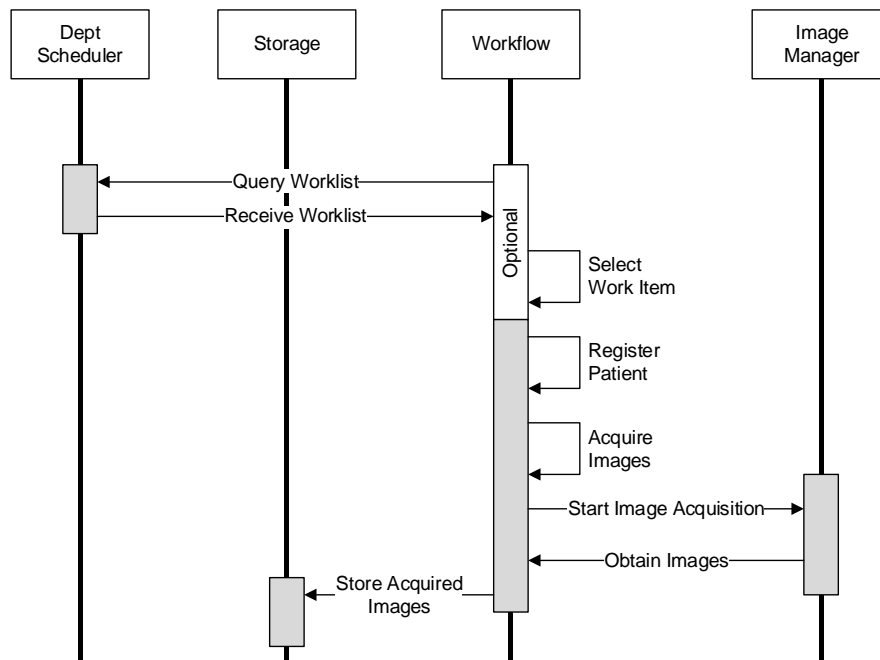 Dept
Scheduler
Storage
Workflow
Image
Manager
Query Worklist
Receive Worklist
Optional
Select
Work Item
Register
Patient
Acquire
Images
Start Image Acquisition
Obtain Images
Store Acquired
Images